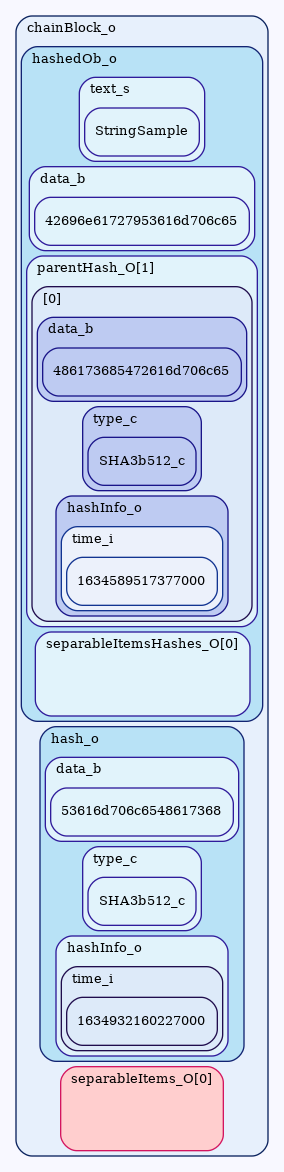 chainBlock_o
hashedOb_o
text_s
StringSample
data_b
42696e61727953616d706c65
parentHash_O[1]
[0]
data_b
486173685472616d706c65
type_c
SHA3b512_c
hashInfo_o
time_i
1634589517377000
separableItemsHashes_O[0]
hash_o
data_b
53616d706c6548617368
type_c
SHA3b512_c
hashInfo_o
time_i
1634932160227000
separableItems_O[0]